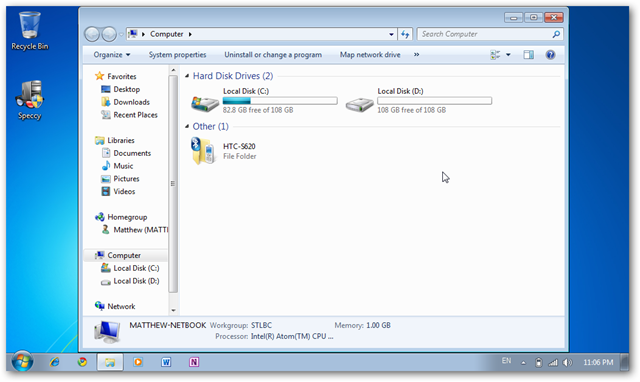 Recycle Bin
Speccy
Computer
Search Computer
Organize
System properties
Uninstall or change a program
Map network drive
»
Favorites
Desktop
Downloads
Recent Places
Libraries
Documents
Music
Pictures
Videos
Homegroup
Matthew (MATT
Computer
Local Disk (C:)
Local Disk (D:)
Network
Hard Disk Drives (2)
Local Disk (C:)
82.8 GB free of 108 GB
Local Disk (D:)
108 GB free of 108 GB
Other (1)
HTC-S620
File Folder
MATTHEW-NETBOOK Workgroup: STLBC Memory: 1.00 GB
Processor: Intel(R) Atom(TM) CPU ...
EN 11:06 PM